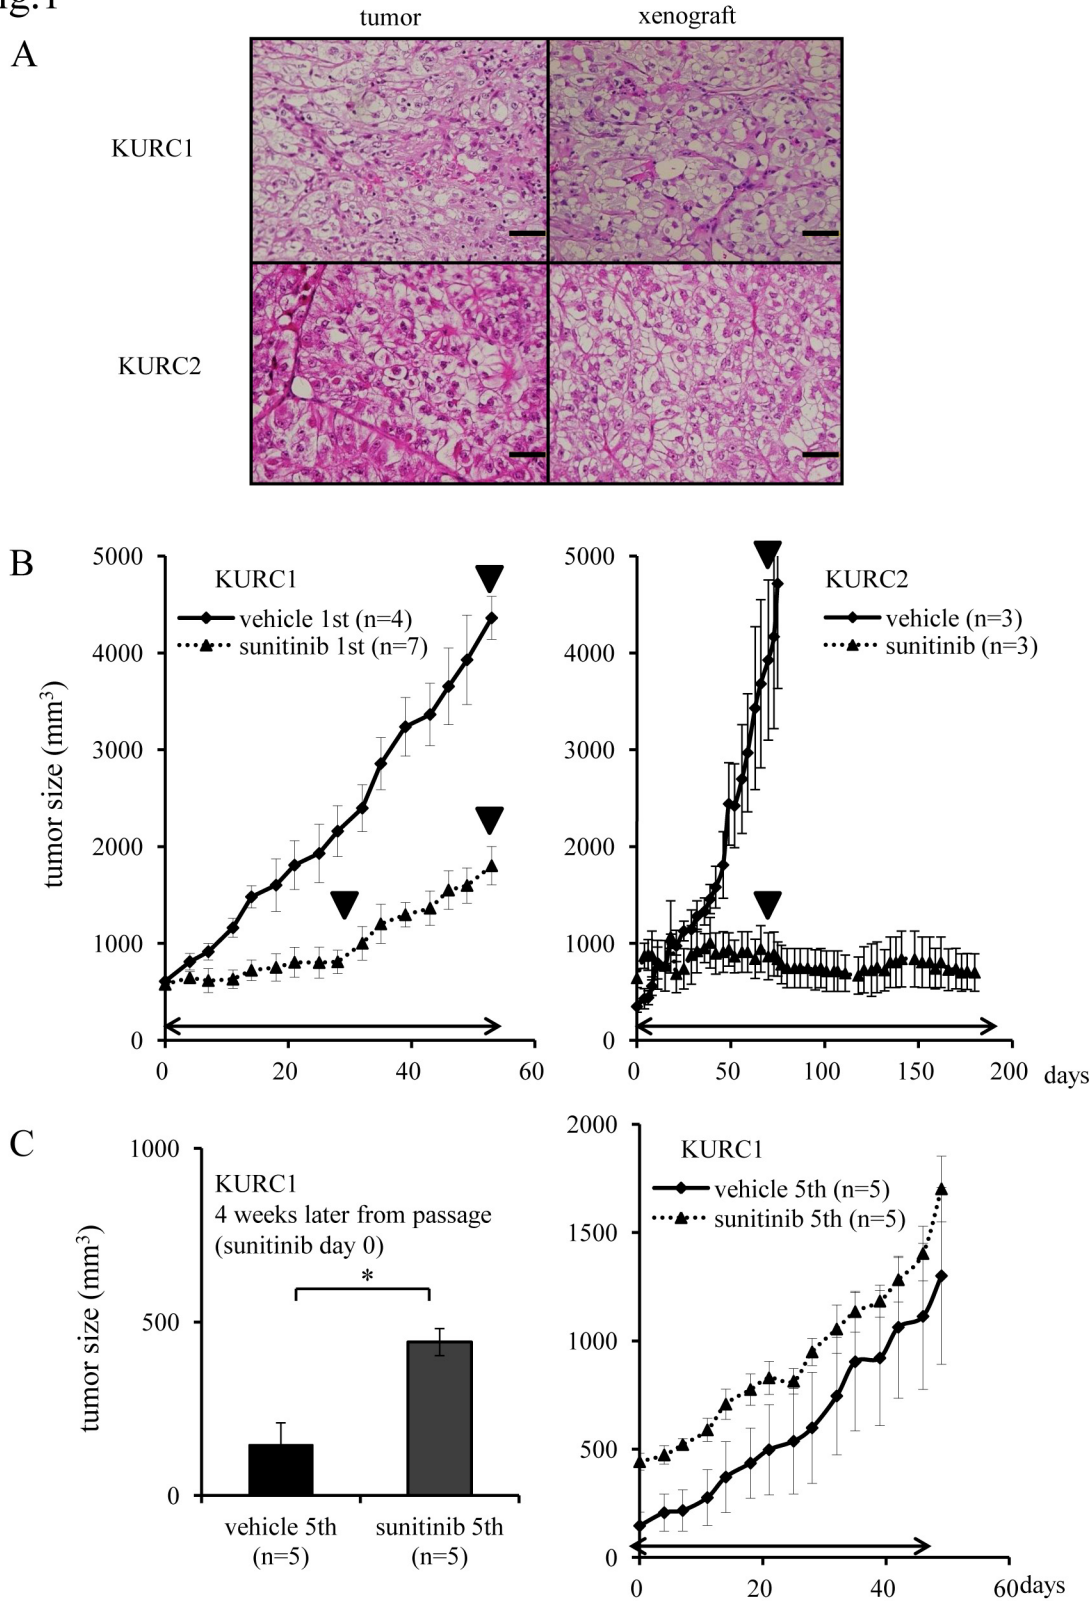 tumor xenograft
A
KURC1
KURC2
B
5000
4000
3000
2000
1000
0
tumor size (mm³)
KURC1
vehicle 1st (n=4)
sunitinib 1st (n=7)
0 20 40 60
5000
4000
3000
2000
1000
0
KURC2
vehicle (n=3)
sunitinib (n=3)
0 50 100 150 200 days
C
1000
500
0
tumor size (mm³)
KURC1
4 weeks later from passage
(sunitinib day 0)
*
vehicle 5th sunitinib 5th
(n=5) (n=5)
2000
1500
1000
500
0
KURC1
vehicle 5th (n=5)
sunitinib 5th (n=5)
0 20 40 60 days